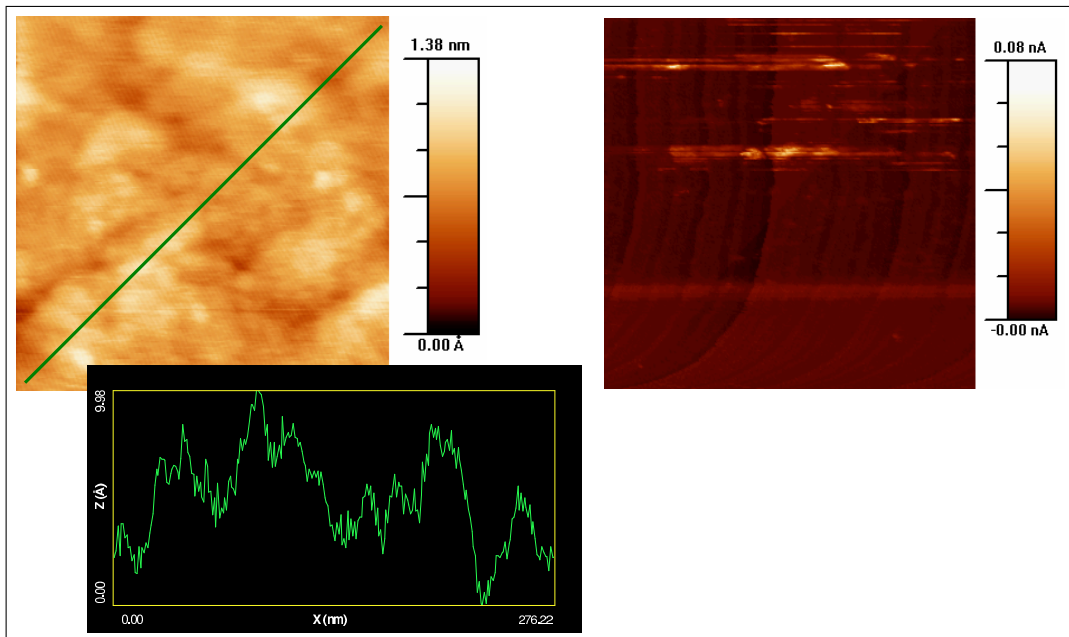 1.38 nm
0.00 Å
0.08 nA
-0.00 nA
9.98
Z (Å)
0.00
0.00
X (nm)
276.22